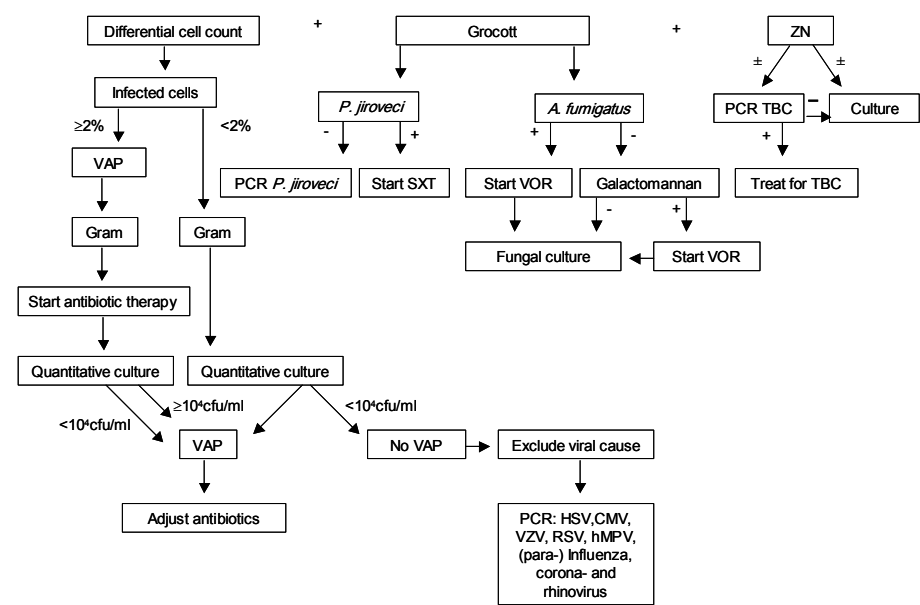 Differential cell count + Grocott + ZN
± ±
Infected cells P. jiroveci A. fumigatus PCR TBC – Culture
≥2% <2% - + + - +
VAP PCR P. jiroveci Start SXT Start VOR Galactomannan Treat for TBC
- +
Gram Gram Fungal culture Start VOR
Start antibiotic therapy
Quantitative culture Quantitative culture
<10⁴cfu/ml ≥10⁴cfu/ml <10⁴cfu/ml
VAP No VAP Exclude viral cause
Adjust antibiotics
PCR: HSV,CMV,
VZV, RSV, hMPV,
(para-) Influenza,
corona- and
rhinovirus